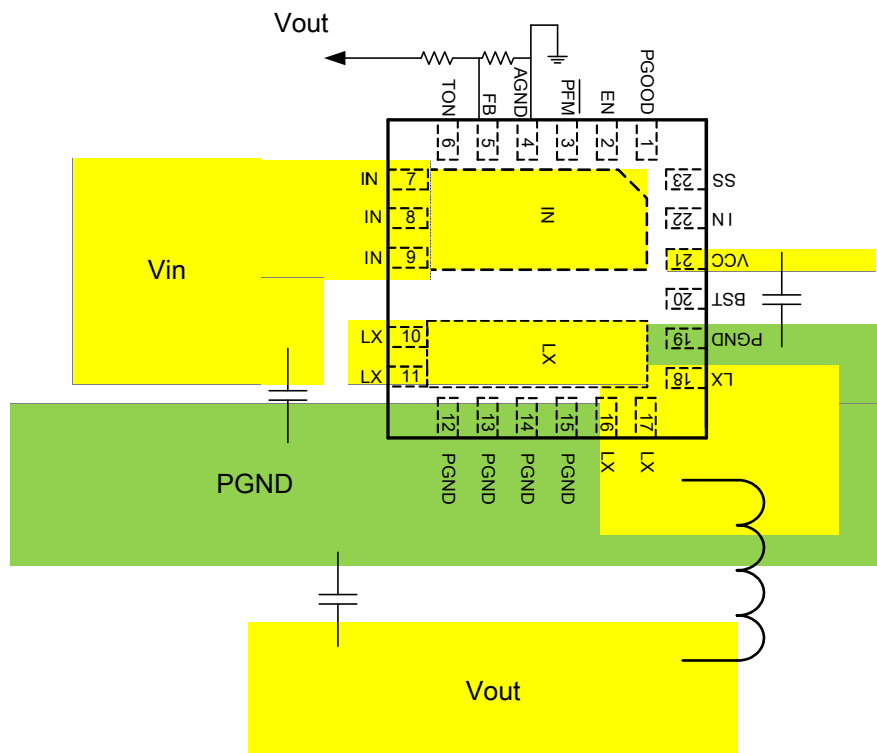 Vout
TON
FB
AGND
PFM
EN
PGOOD
6
5
4
3
2
1
IN
7
IN
8
IN
9
IN
23
SS
22
IN
21
VCC
20
BST
19
PGND
18
LX
Vin
LX
10
LX
11
LX
12
13
14
15
16
17
PGND
PGND
PGND
PGND
LX
LX
PGND
Vout